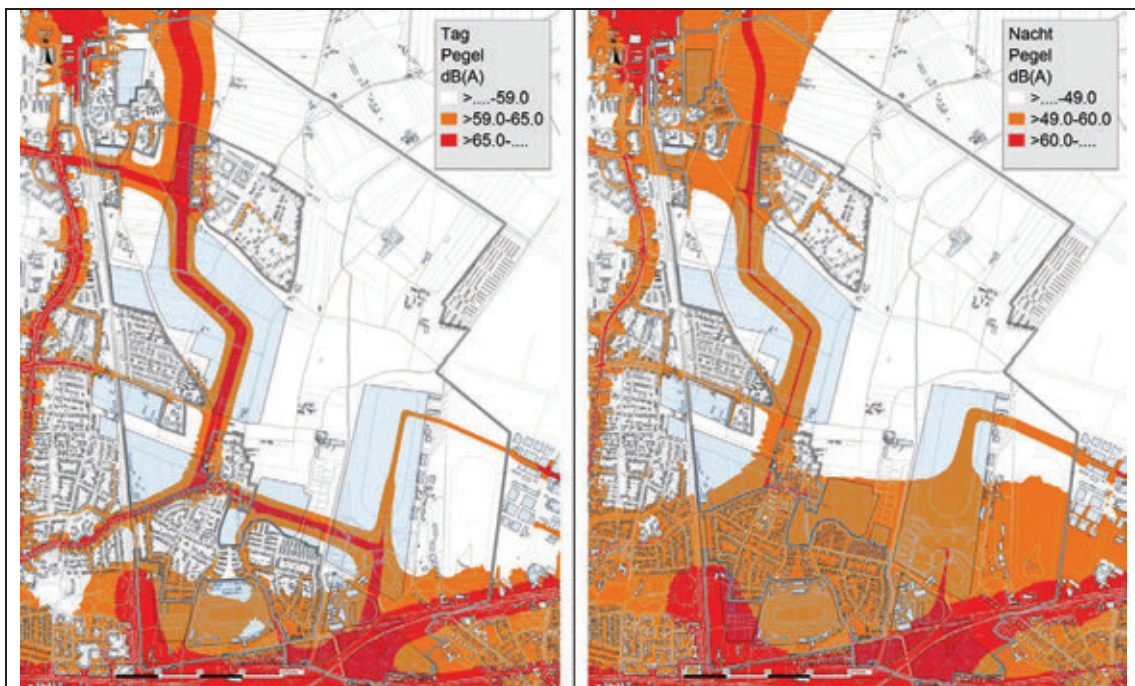 Tag
Pegel
dB(A)
>....-59.0
>59.0-65.0
>65.0-....
Nacht
Pegel
dB(A)
>....-49.0
>49.0-60.0
>60.0-....